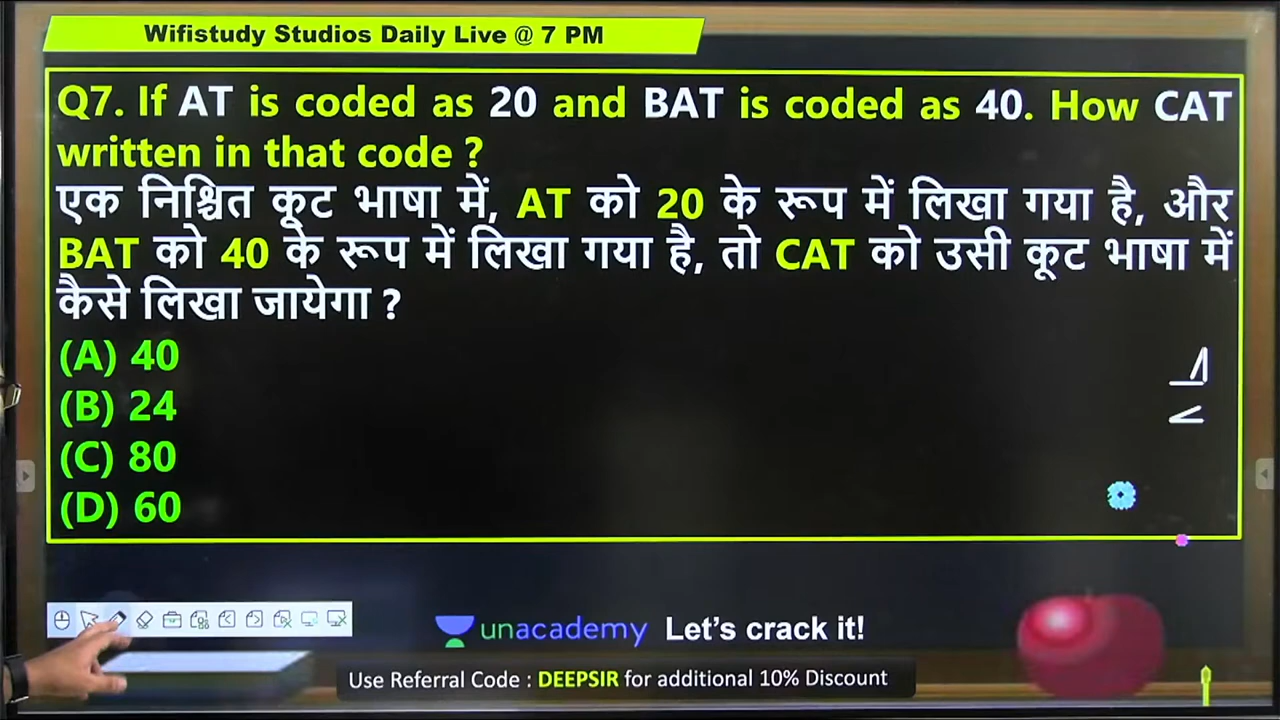 Wifistudy Studios Daily Live @ 7 PM
Q7. If AT is coded as 20 and BAT is coded as 40. How CAT
written in that code ?
एक निश्चित कूट भाषा में, AT को 20 के रूप में लिखा गया है, और
BAT को 40 के रूप में लिखा गया है, तो CAT को उसी कूट भाषा में
कैसे लिखा जायेगा ?
(A) 40
(B) 24
(C) 80
(D) 60
unacademy Let's crack it!
Use Referral Code : DEEPSIR for additional 10% Discount